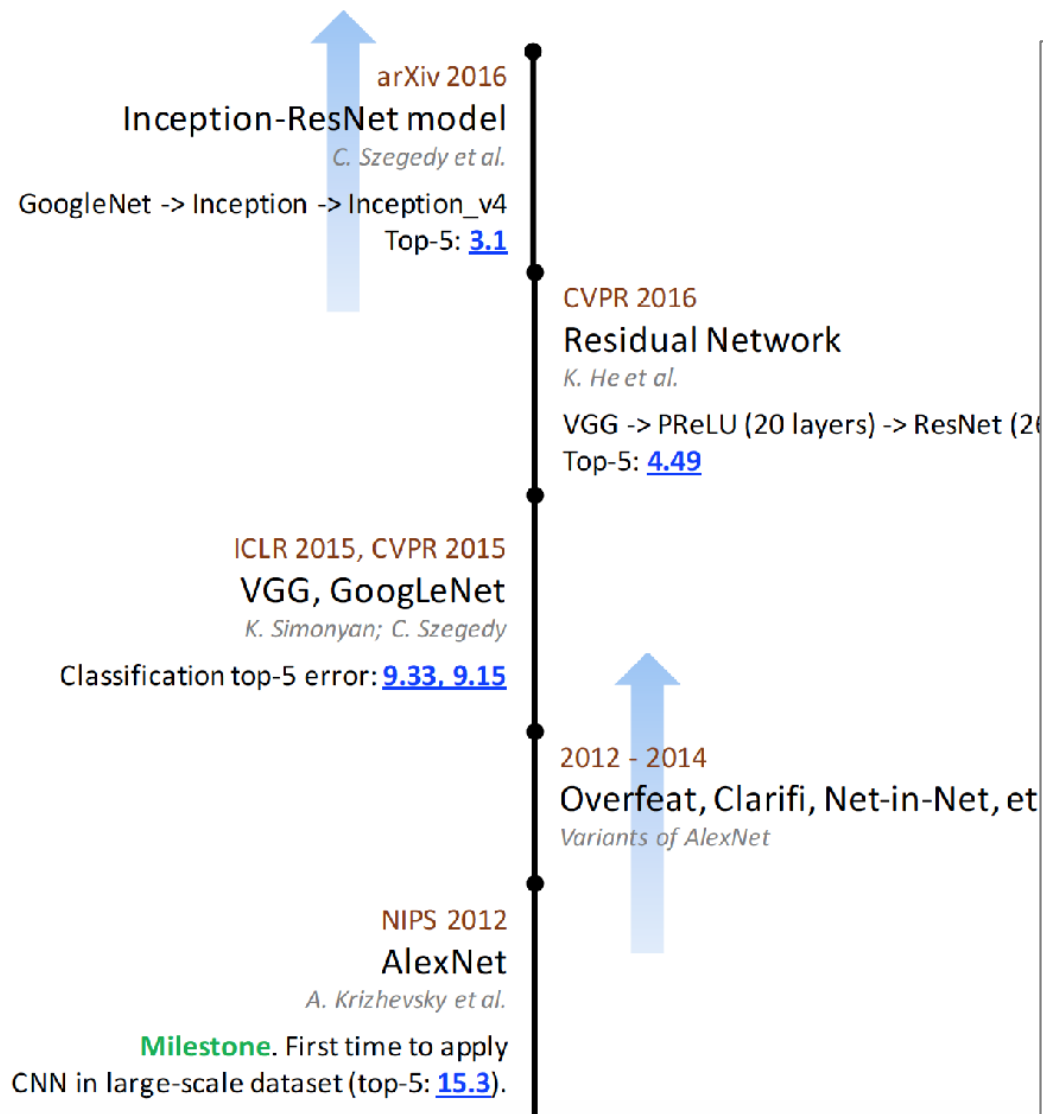 arXiv 2016
Inception-ResNet model
C. Szegedy et al.
GoogleNet -> Inception -> Inception_v4
Top-5: 3.1
CVPR 2016
Residual Network
K. He et al.
VGG -> PReLU (20 layers) -> ResNet (20
Top-5: 4.49
ICLR 2015, CVPR 2015
VGG, GoogLeNet
K. Simonyan; C. Szegedy
Classification top-5 error: 9.33, 9.15
2012 - 2014
Overfeat, Clarifi, Net-in-Net, et
Variants of AlexNet
NIPS 2012
AlexNet
A. Krizhevsky et al.
Milestone. First time to apply
CNN in large-scale dataset (top-5: 15.3).